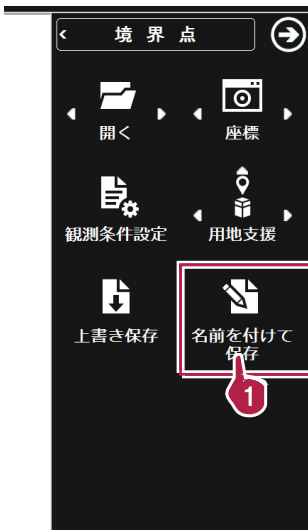 ‹ 境界点
開く 座標
観測条件設定 用地支援
上書き保存 名前を付けて
保存
1